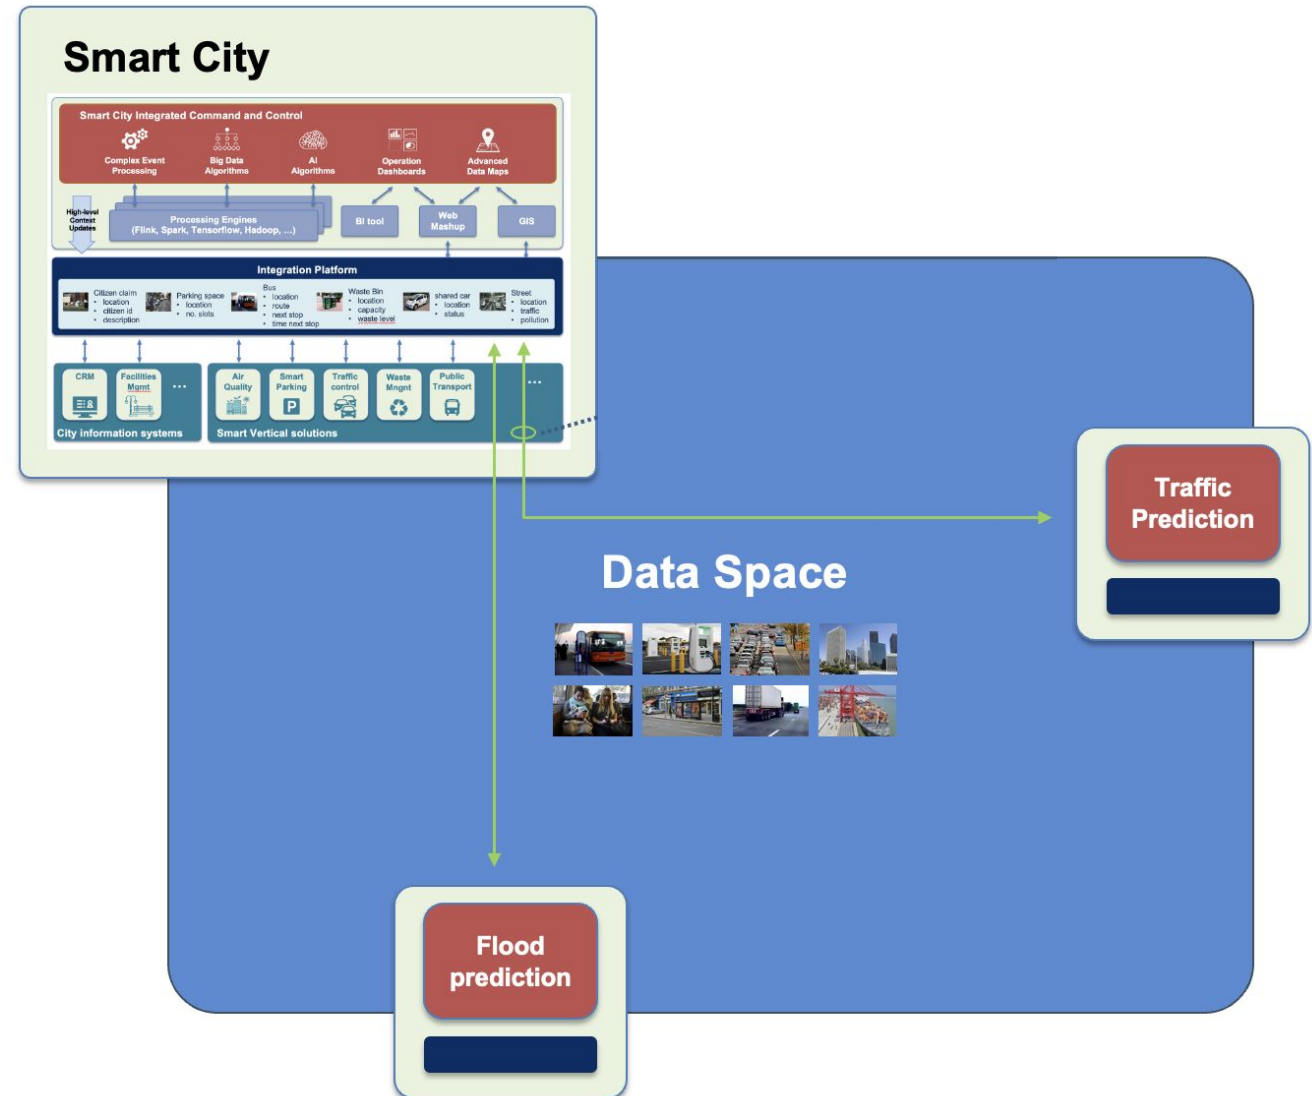 Smart City
Smart City Integrated Command and Control
Complex Event
Processing
Big Data
Algorithms
AI
Algorithms
Operation
Dashboards
Advanced
Data Maps
High-level
Context
Updates
Processing Engines
(Flink, Spark, Tensorflow, Hadoop, ...)
BI tool
Web
Mashup
GIS
Integration Platform
Citizen claim
• location
• citizen id
• description
Parking space
• location
• no. slots
Bus
• location
• route
• next stop
• time next stop
Waste Bin
• location
• capacity
• waste level
shared car
• location
• status
Street
• location
• traffic
• pollution
CRM
Facilities
Mgmt
...
Air
Quality
Smart
Parking
P
Traffic
control
Waste
Mngnt
Public
Transport
...
City information systems
Smart Vertical solutions
Traffic
Prediction
Data Space
Flood
prediction